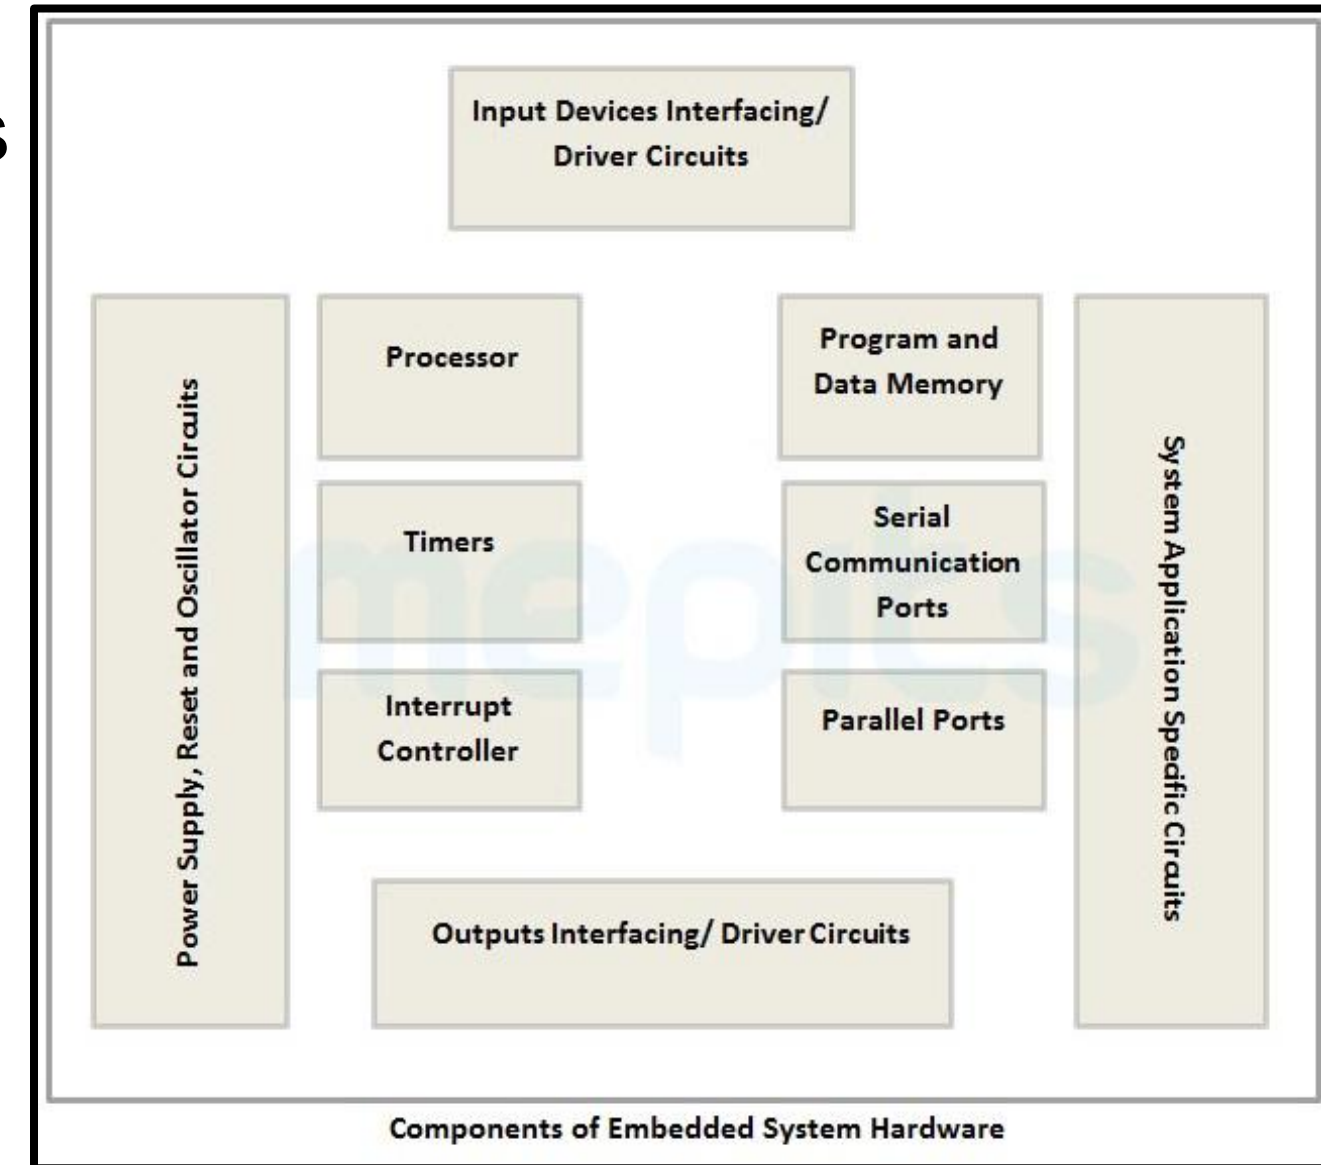 s
Input Devices Interfacing/
Driver Circuits
Power Supply, Reset and Oscillator Circuits
Processor
Program and
Data Memory
System Application Specific Circuits
Timers
Serial
Communication
Ports
Interrupt
Controller
Parallel Ports
Outputs Interfacing/ Driver Circuits
mepits
Components of Embedded System Hardware